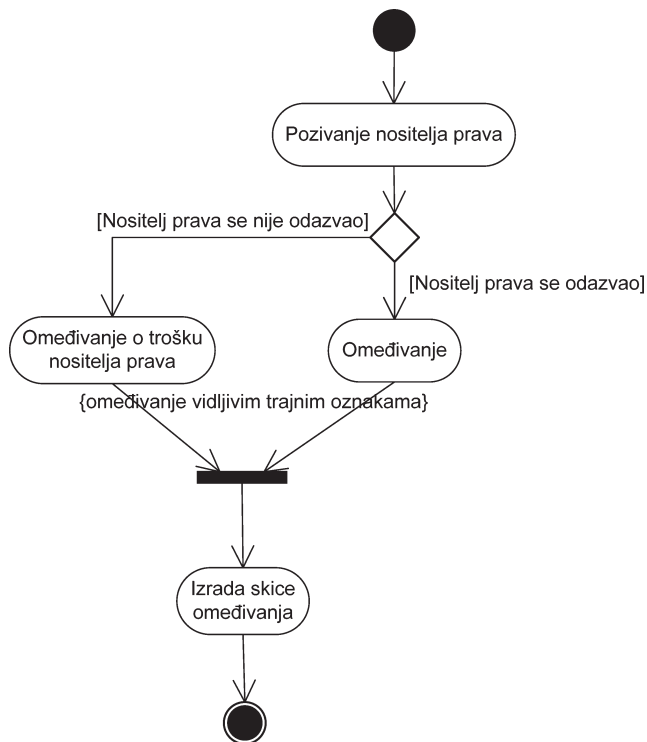 Pozivanje nositelja prava
[Nositelj prava se nije odazvao]
[Nositelj prava se odazvao]
Omeđivanje o trošku
nositelja prava
Omeđivanje
{omeđivanje vidljivim trajnim oznakama}
Izrada skice
omeđivanja